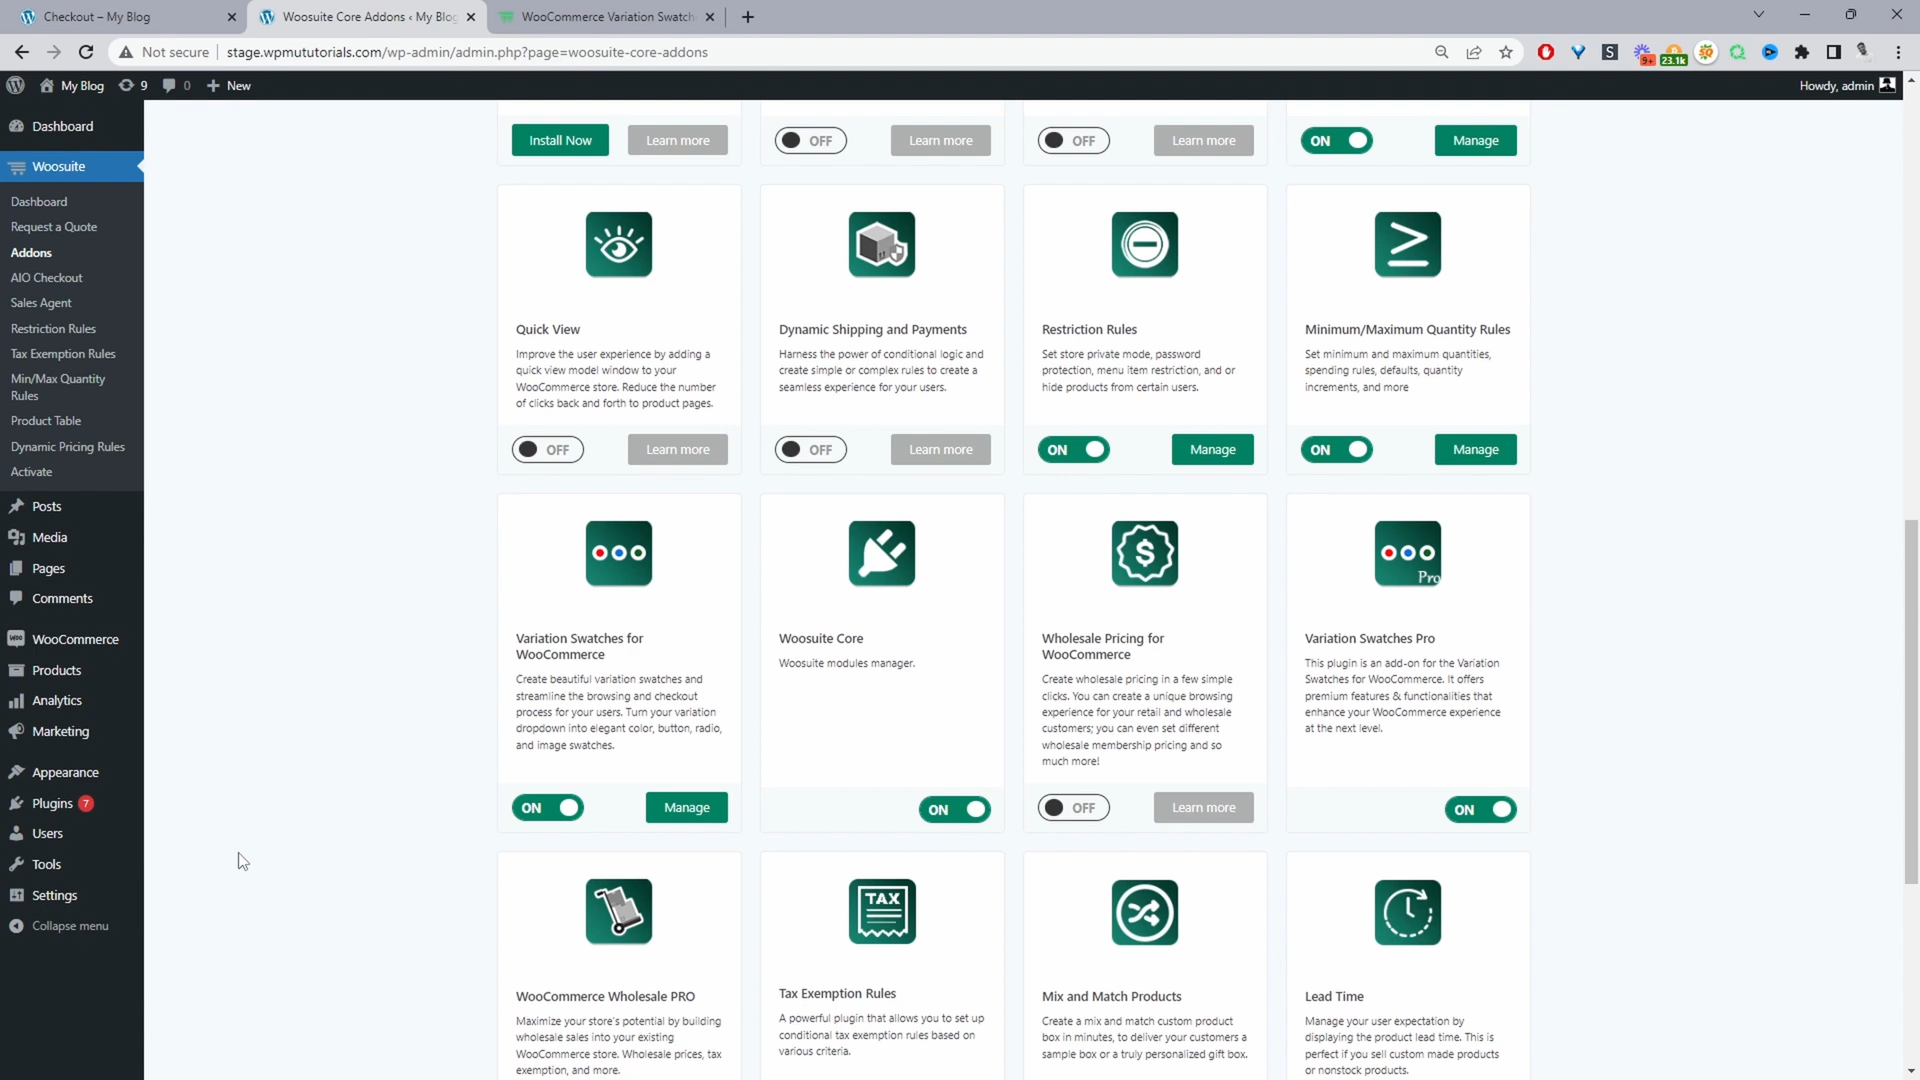 Checkout – My Blog
Woosuite Core Addons ‹ My Blog
WooCommerce Variation Swatch
Not secure
stage.wpmututorials.com/wp-admin/admin.php?page=woosuite-core-addons
9+
23.1k
My Blog
9
0
New
Howdy, admin
Dashboard
Woosuite
Dashboard
Request a Quote
Addons
AIO Checkout
Sales Agent
Restriction Rules
Tax Exemption Rules
Min/Max Quantity
Rules
Product Table
Dynamic Pricing Rules
Activate
Posts
Media
Pages
Comments
WooCommerce
Products
Analytics
Marketing
Appearance
Plugins 7
Users
Tools
Settings
Collapse menu
Install Now
Learn more
OFF
Learn more
OFF
Learn more
ON
Manage
Quick View
Improve the user experience by adding a
quick view model window to your
WooCommerce store. Reduce the number
of clicks back and forth to product pages.
OFF
Learn more
Dynamic Shipping and Payments
Harness the power of conditional logic and
create simple or complex rules to create a
seamless experience for your users.
OFF
Learn more
Restriction Rules
Set store private mode, password
protection, menu item restriction, and or
hide products from certain users.
ON
Manage
Minimum/Maximum Quantity Rules
Set minimum and maximum quantities,
spending rules, defaults, quantity
increments, and more
ON
Manage
Variation Swatches for
WooCommerce
Create beautiful variation swatches and
streamline the browsing and checkout
process for your users. Turn your variation
dropdown into elegant color, button, radio,
and image swatches.
ON
Manage
Woosuite Core
Woosuite modules manager.
ON
$
Wholesale Pricing for
WooCommerce
Create wholesale pricing in a few simple
clicks. You can create a unique browsing
experience for your retail and wholesale
customers; you can even set different
wholesale membership pricing and so
much more!
OFF
Learn more
Pro
Variation Swatches Pro
This plugin is an add-on for the Variation
Swatches for WooCommerce. It offers
premium features & functionalities that
enhance your WooCommerce experience
at the next level.
ON
WooCommerce Wholesale PRO
Maximize your store's potential by building
wholesale sales into your existing
WooCommerce store. Wholesale prices, tax
exemption, and more.
TAX
Tax Exemption Rules
A powerful plugin that allows you to set up
conditional tax exemption rules based on
various criteria.
Mix and Match Products
Create a mix and match custom product
box in minutes, to deliver your customers a
sample box or a truly personalized gift box.
Lead Time
Manage your user expectation by
displaying the product lead time. This is
perfect if you sell custom made products
or nonstock products.